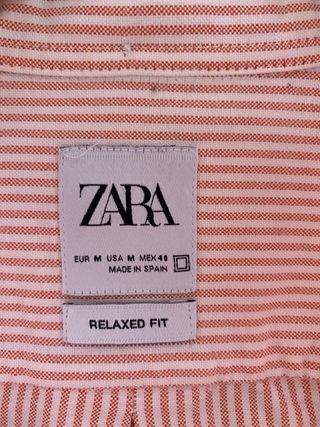 ZARA
EUR M USA M MEX 40
MADE IN SPAIN
RELAXED FIT